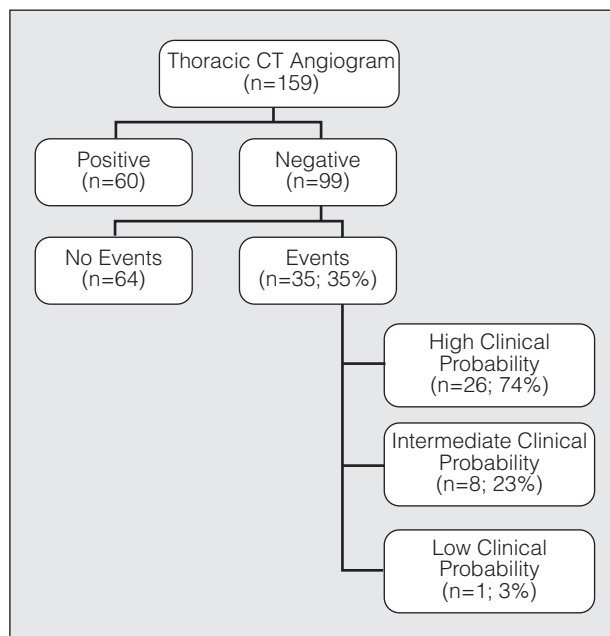 Thoracic CT Angiogram
(n=159)
Positive
(n=60)
Negative
(n=99)
No Events
(n=64)
Events
(n=35; 35%)
High Clinical
Probability
(n=26; 74%)
Intermediate Clinical
Probability
(n=8; 23%)
Low Clinical
Probability
(n=1; 3%)